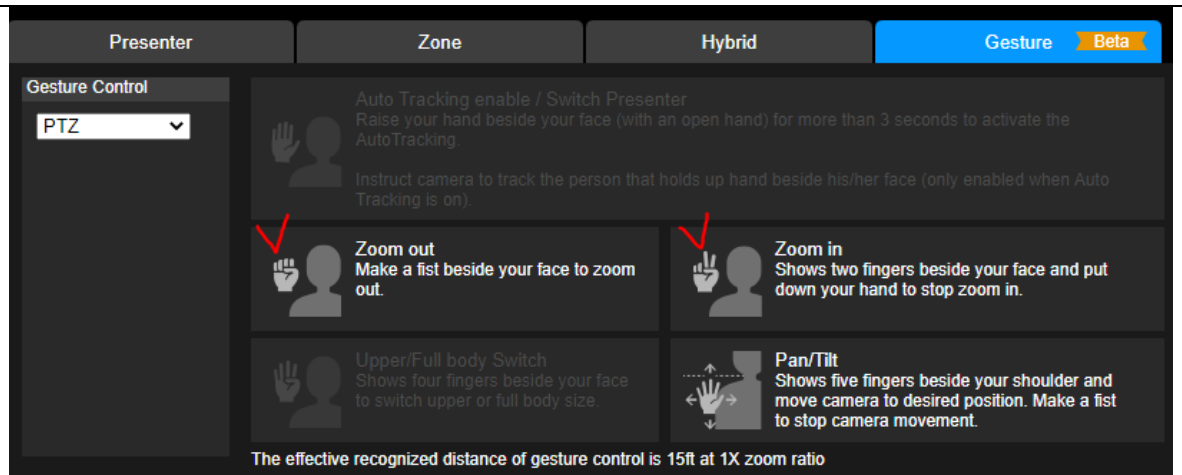 Presenter
Zone
Hybrid
Gesture
Beta
Gesture Control
PTZ
Auto Tracking enable / Switch Presenter
Raise your hand beside your face (with an open hand) for more than 3 seconds to activate the
AutoTracking.
Instruct camera to track the person that holds up hand beside his/her face (only enabled when Auto
Tracking is on).
Zoom out
Make a fist beside your face to zoom
out.
Zoom in
Shows two fingers beside your face and put
down your hand to stop zoom in.
Upper/Full body Switch
Shows four fingers beside your face
to switch upper or full body size.
Pan/Tilt
Shows five fingers beside your shoulder and
move camera to desired position. Make a fist
to stop camera movement.
The effective recognized distance of gesture control is 15ft at 1X zoom ratio